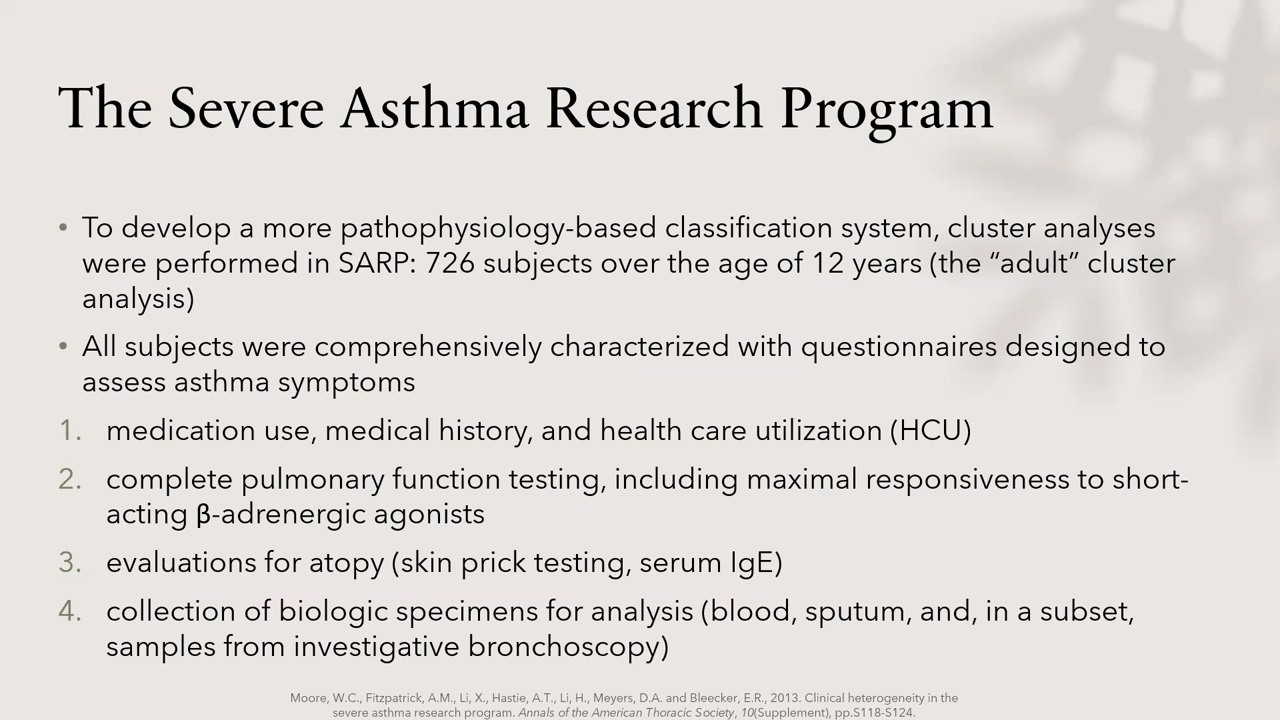 The Severe Asthma Research Program
• To develop a more pathophysiology-based classification system, cluster analyses
were performed in SARP: 726 subjects over the age of 12 years (the “adult” cluster
analysis)
• All subjects were comprehensively characterized with questionnaires designed to
assess asthma symptoms
1. medication use, medical history, and health care utilization (HCU)
2. complete pulmonary function testing, including maximal responsiveness to short-
acting β-adrenergic agonists
3. evaluations for atopy (skin prick testing, serum IgE)
4. collection of biologic specimens for analysis (blood, sputum, and, in a subset,
samples from investigative bronchoscopy)
Moore, W.C., Fitzpatrick, A.M., Li, X., Hastie, A.T., Li, H., Meyers, D.A. and Bleecker, E.R., 2013. Clinical heterogeneity in the
severe asthma research program. Annals of the American Thoracic Society, 10(Supplement), pp.S118-S124.